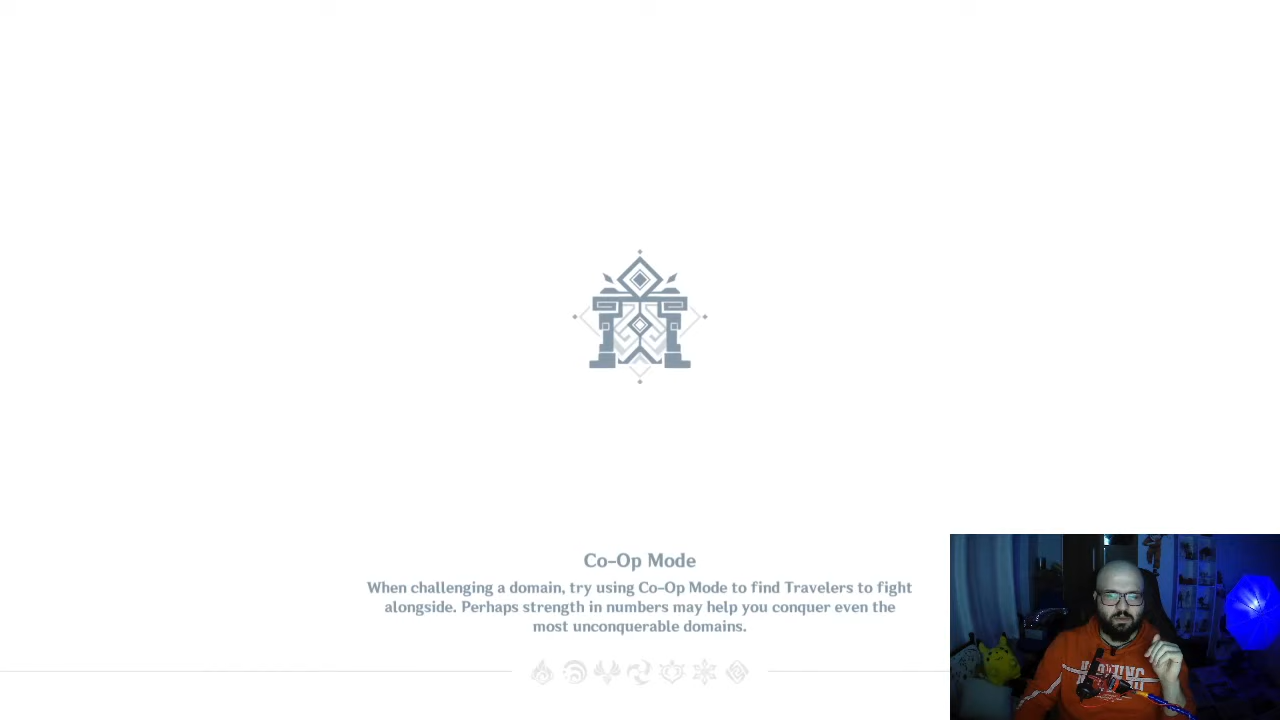 Co-Op Mode
When challenging a domain, try using Co-Op Mode to find Travelers to fight
alongside. Perhaps strength in numbers may help you conquer even the
most unconquerable domains.